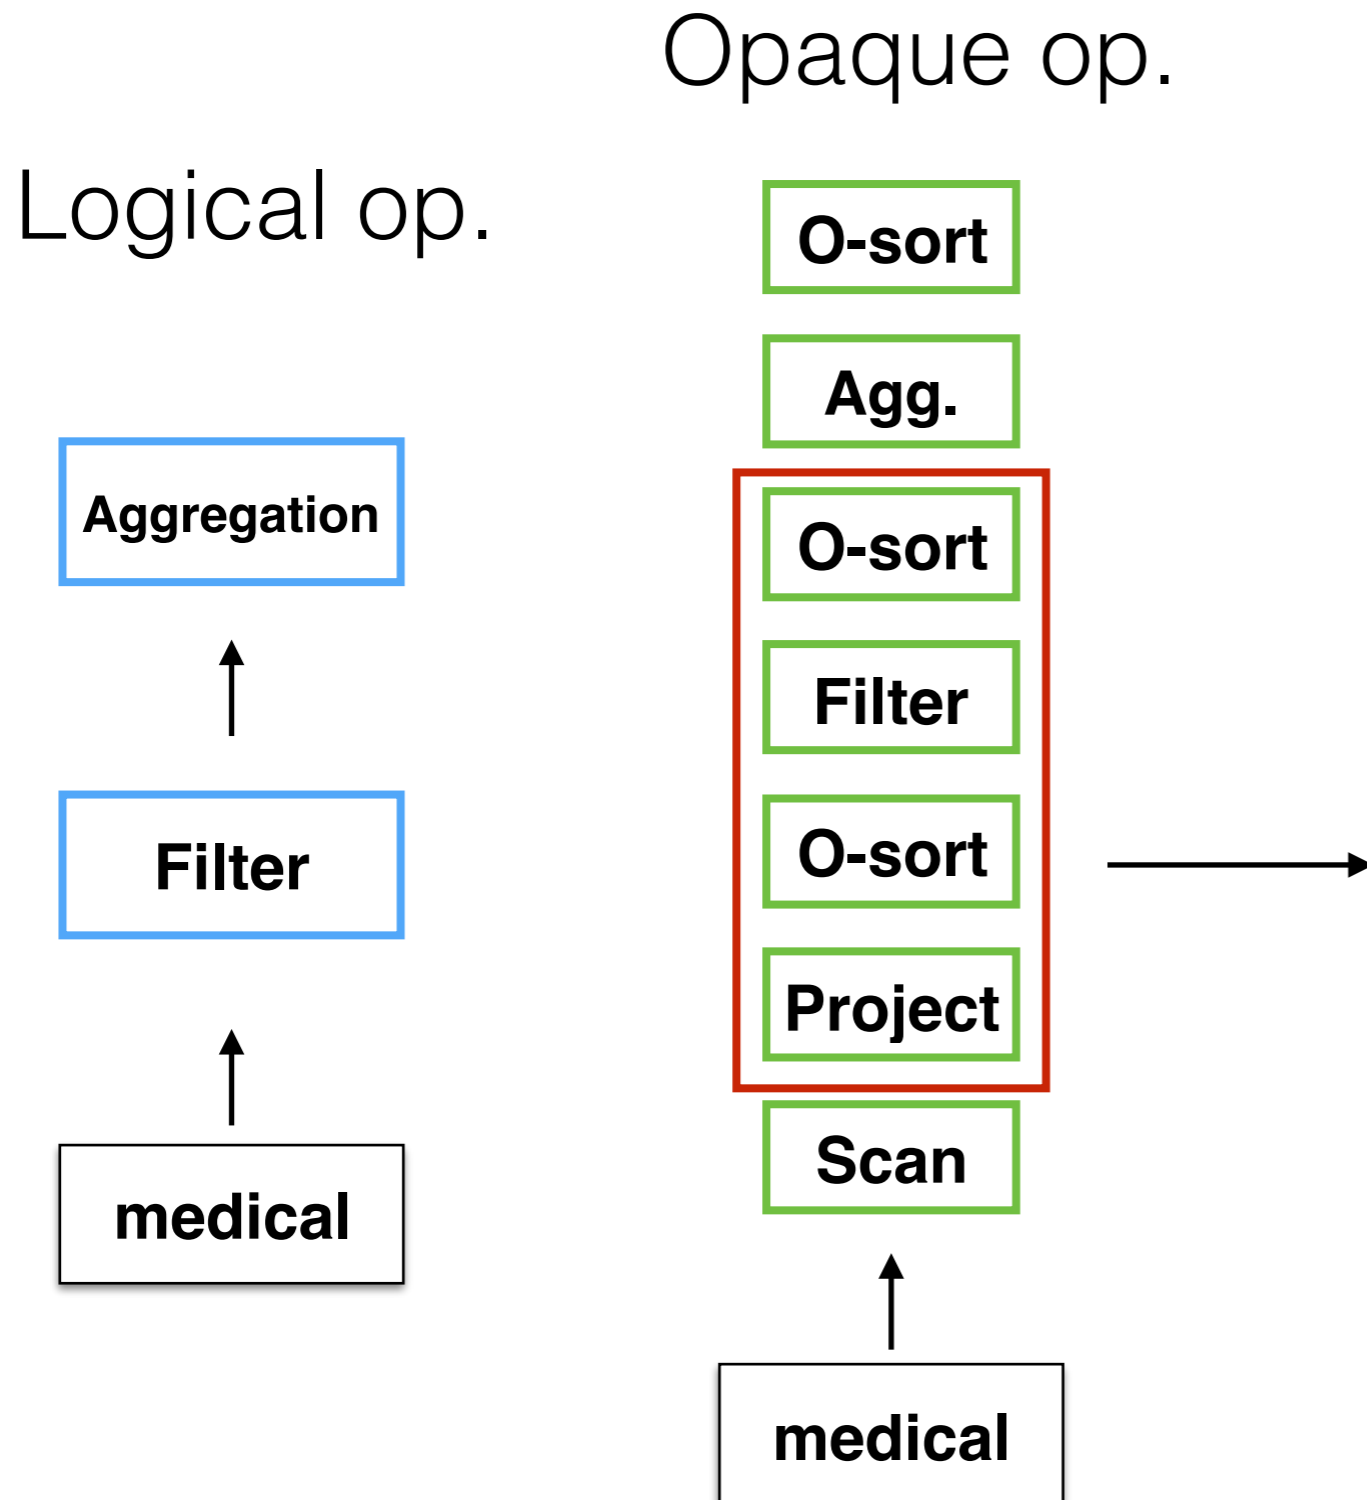 Opaque op.
Logical op.
O-sort
Agg.
Aggregation
O-sort
Filter
Filter
O-sort
Project
medical
Scan
medical